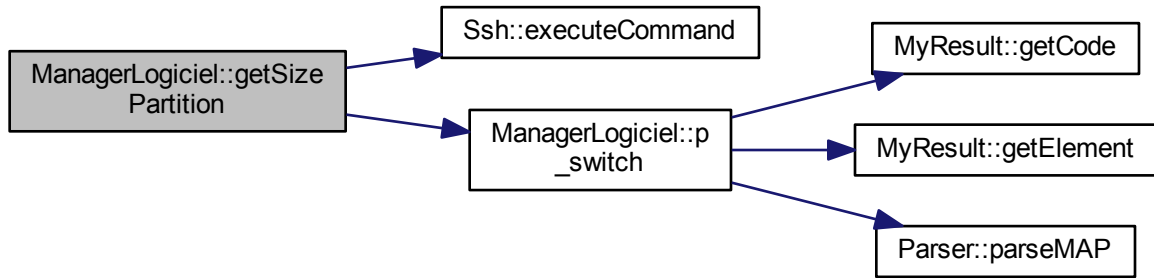 ManagerLogiciel::getSize
Partition
Ssh::executeCommand
ManagerLogiciel::p
_switch
MyResult::getCode
MyResult::getElement
Parser::parseMAP